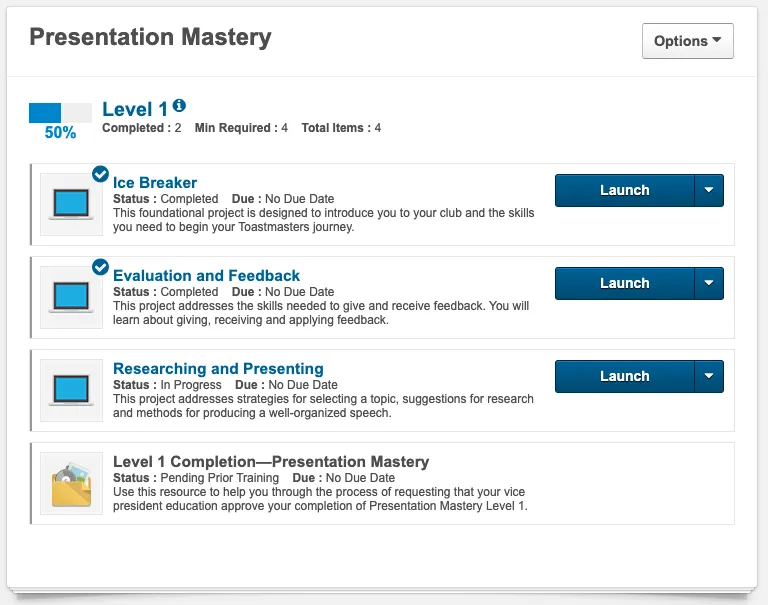 Presentation Mastery
Options
Level 1
50%
Completed : 2 Min Required : 4 Total Items : 4
Ice Breaker
Status : Completed Due : No Due Date
This foundational project is designed to introduce you to your club and the skills
you need to begin your Toastmasters journey.
Launch
Evaluation and Feedback
Status : Completed Due : No Due Date
This project addresses the skills needed to give and receive feedback. You will
learn about giving, receiving and applying feedback.
Launch
Researching and Presenting
Status : In Progress Due : No Due Date
This project addresses strategies for selecting a topic, suggestions for research
and methods for producing a well-organized speech.
Launch
Level 1 Completion—Presentation Mastery
Status : Pending Prior Training Due : No Due Date
Use this resource to help you through the process of requesting that your vice
president education approve your completion of Presentation Mastery Level 1.